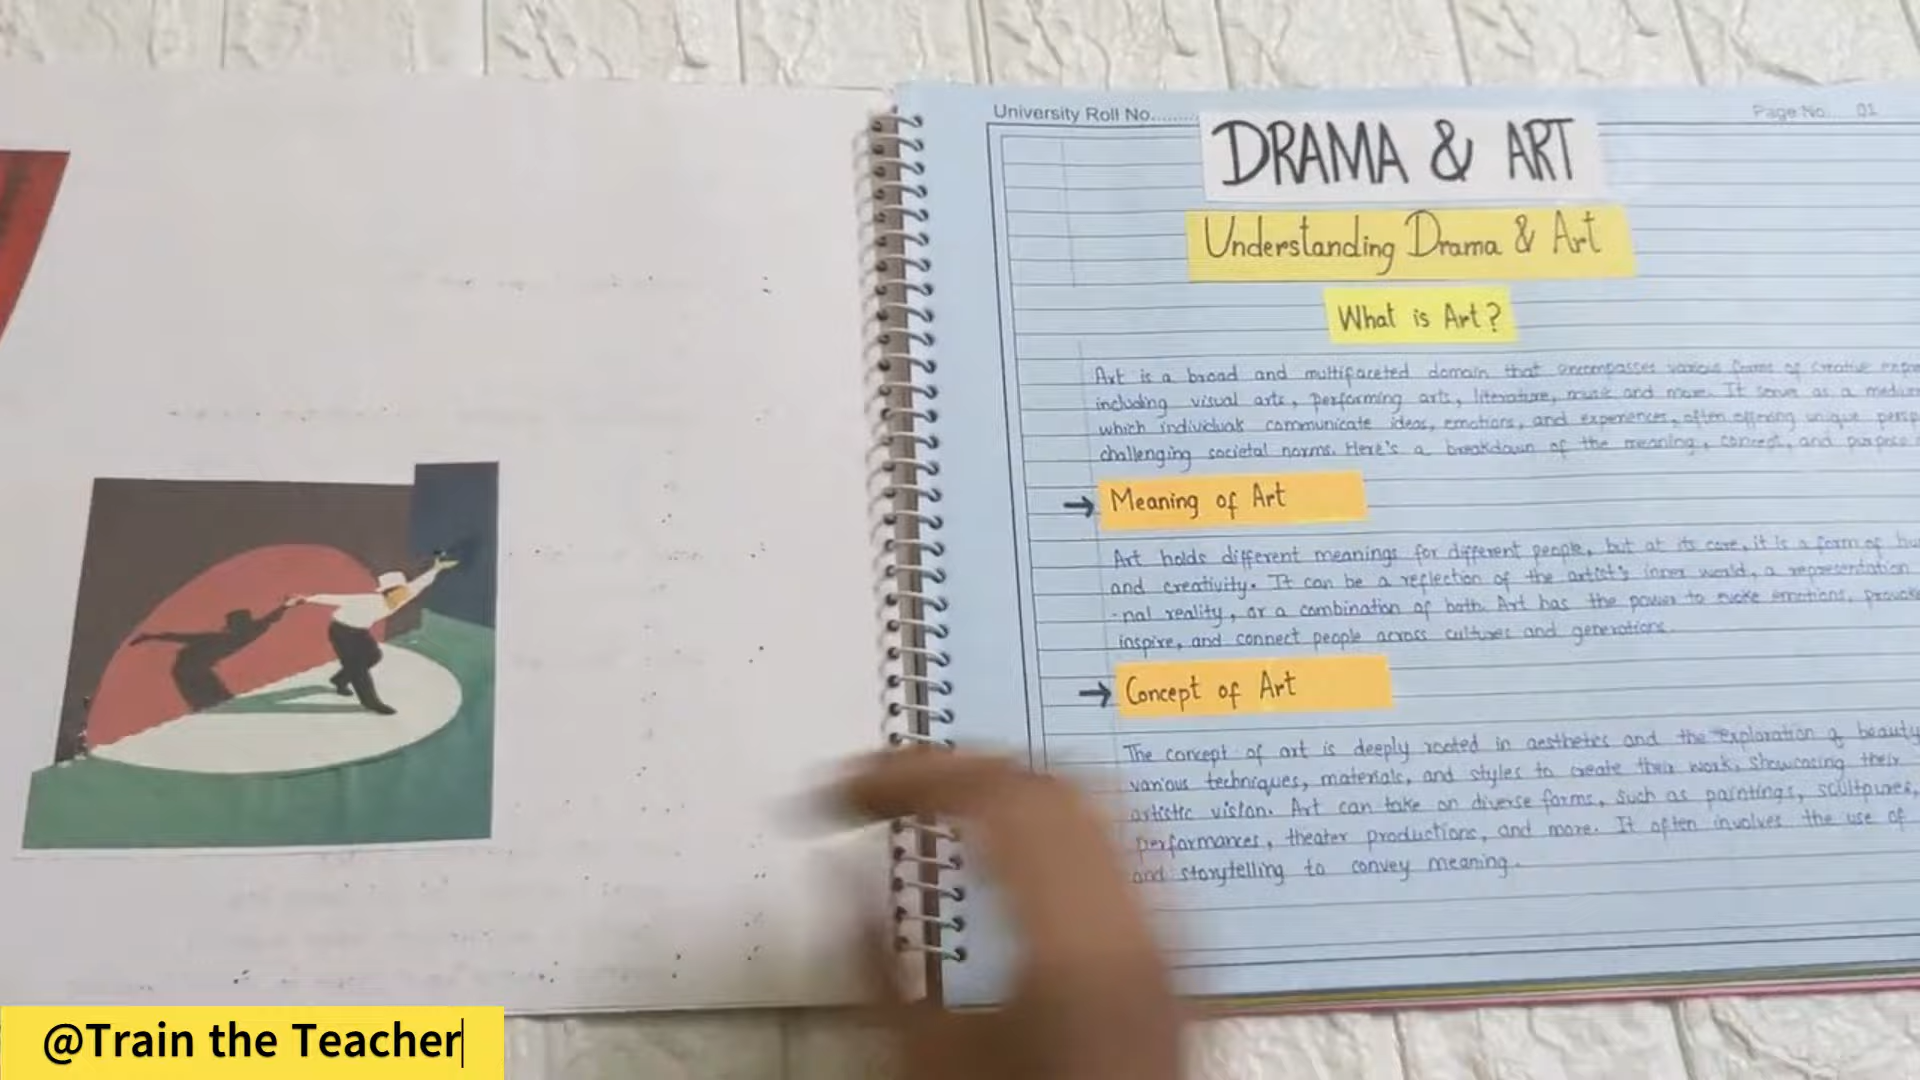 University Roll No..........
Page No..... 01
DRAMA & ART
Understanding Drama & Art
What is Art?
Art is a broad and multifaceted domain that encompasses various forms of creative
including visual arts, performing arts, literature, music and more. It serves as a
which individuals communicate ideas, emotions, and experiences, often offering unique
challenging societal norms. Here's a breakdown of the meaning, concept, and purpose
→ Meaning of Art
Art holds different meanings for different people, but at its core, it is a form of
and creativity. It can be a reflection of the artist's inner world, a representation
-nal reality, or a combination of both. Art has the power to evoke emotions,
inspire, and connect people across cultures and generations.
→ Concept of Art
The concept of art is deeply rooted in aesthetics and the exploration of beauty
various techniques, materials, and styles to create their work, showcasing their
artistic vision. Art can take on diverse forms, such as paintings, scultpures,
performances, theater productions, and more. It often involves the use of
and storytelling to convey meaning.
@Train the Teacher